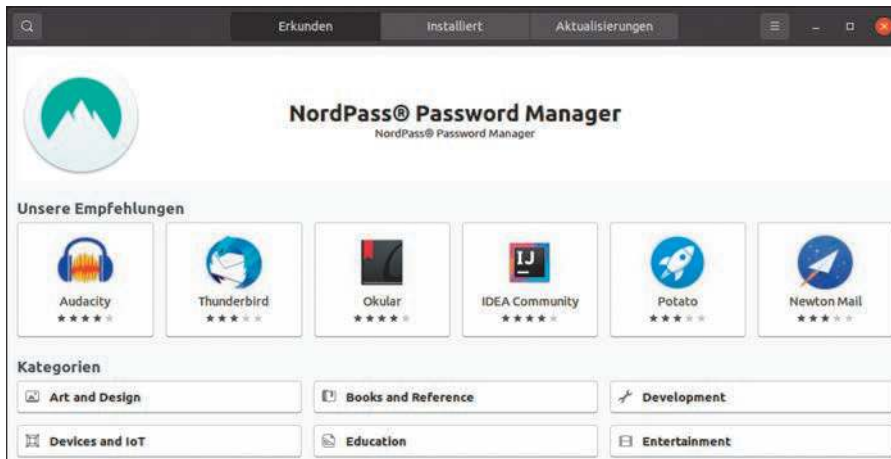 Erkunden
Installiert
Aktualisierungen
NordPass® Password Manager
NordPass® Password Manager
Unsere Empfehlungen
Audacity
Thunderbird
Okular
IJ
IDEA Community
Potato
Newton Mail
Kategorien
Art and Design
Books and Reference
Development
Devices and IoT
Education
Entertainment